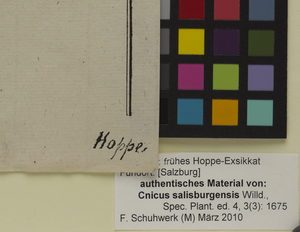 Hoppe.
frühes Hoppe-Exsikkat
Fundort: [Salzburg]
authentisches Material von:
Cnicus salisburgensis Willd.,
Spec. Plant. ed. 4, 3(3): 1675
F. Schuhwerk (M) März 2010